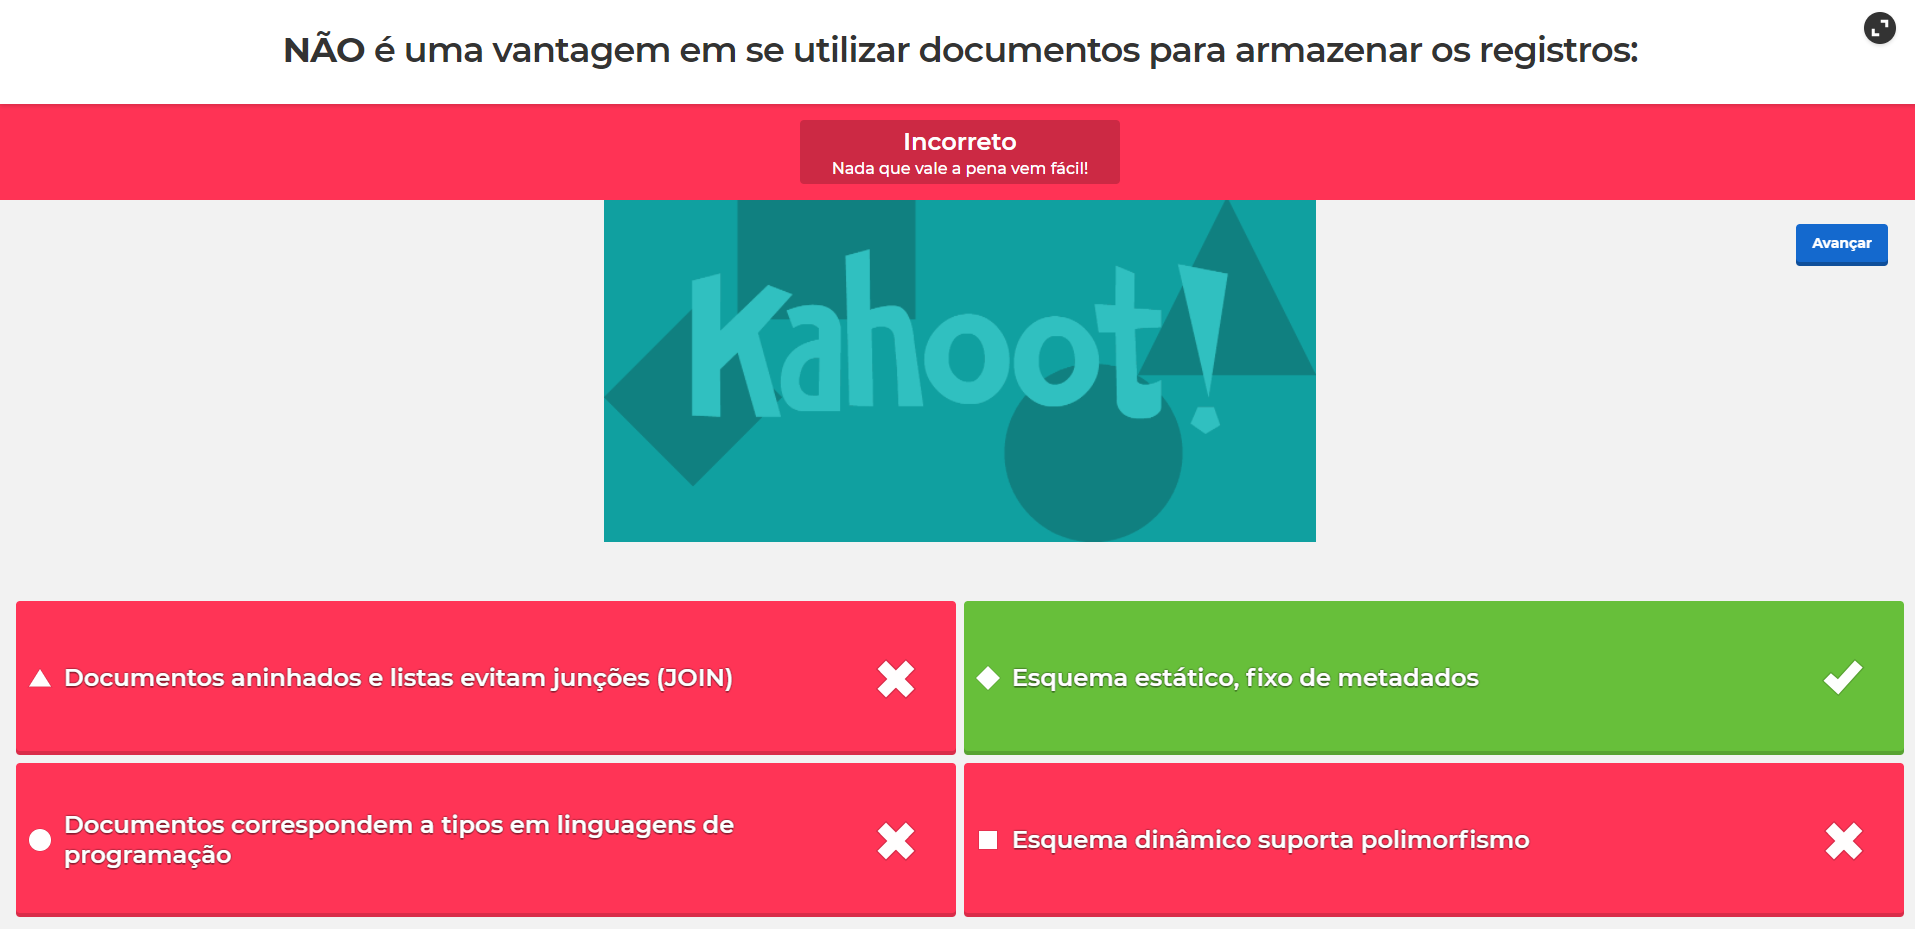 NÃO é uma vantagem em se utilizar documentos para armazenar os registros:
Incorreto
Nada que vale a pena vem fácil!
Avançar
Kahoot!
Documentos aninhados e listas evitam junções (JOIN)
Esquema estático, fixo de metadados
Documentos correspondem a tipos em linguagens de
programação
Esquema dinâmico suporta polimorfismo